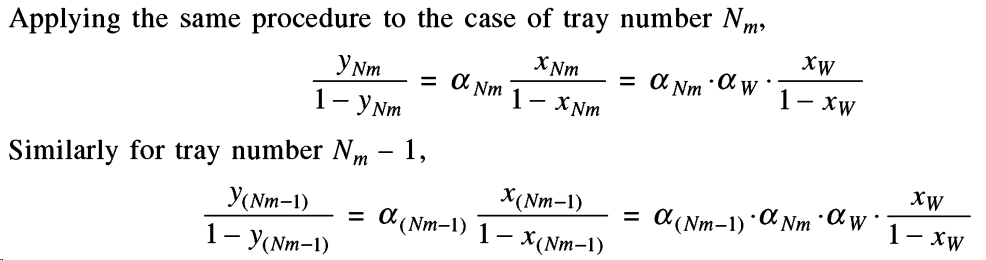 Applying the same procedure to the case of tray number $N_m$,
$\frac{y_{Nm}}{1 - y_{Nm}} = \alpha_{Nm} \frac{x_{Nm}}{1 - x_{Nm}} = \alpha_{Nm} \cdot \alpha_W \cdot \frac{x_W}{1 - x_W}$
Similarly for tray number $N_m - 1$,
$\frac{y_{(Nm-1)}}{1 - y_{(Nm-1)}} = \alpha_{(Nm-1)} \frac{x_{(Nm-1)}}{1 - x_{(Nm-1)}} = \alpha_{(Nm-1)} \cdot \alpha_{Nm} \cdot \alpha_W \cdot \frac{x_W}{1 - x_W}$